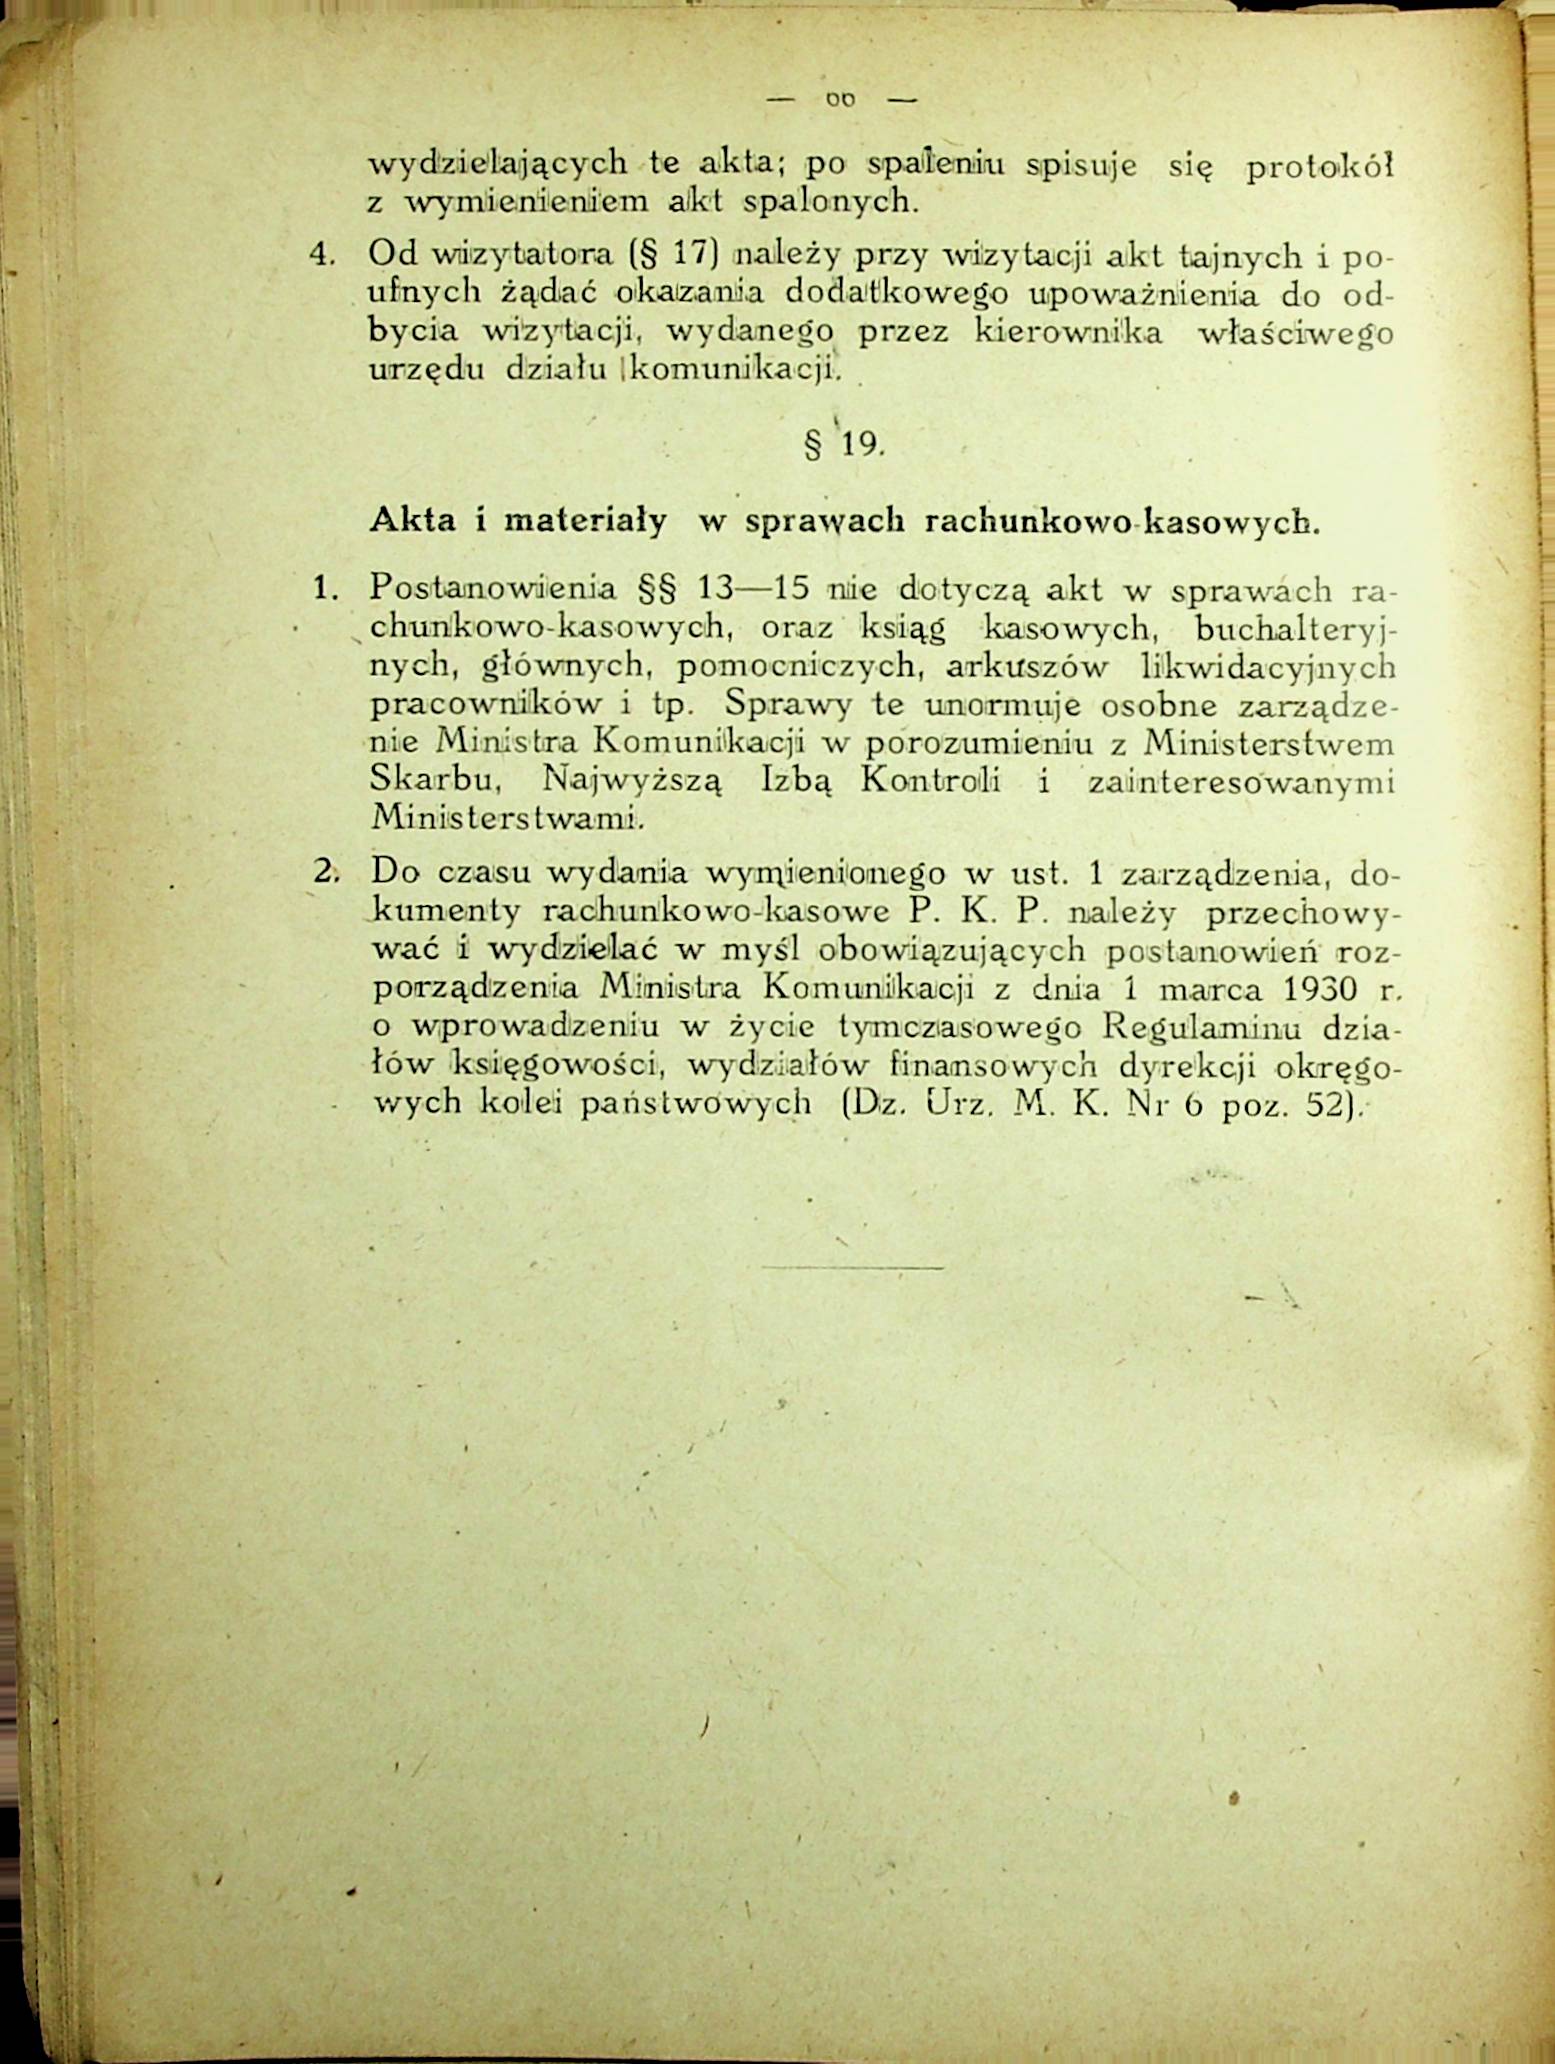 wydzielających te akta; po spaleniu spisuje się protokół
z wymienieniem akt spalonych.
4. Od wizytatora (§ 17) należy przy wizytacji akt tajnych i po-
ufnych żądać okazania dodatkowego upoważnienia do od-
bycia wizytacji, wydanego przez kierownika właściwego
urzędu działu komunikacji.
§ 19.
Akta i materiały w sprawach rachunkowo-kasowych.
1. Postanowienia §§ 13—15 nie dotyczą akt w sprawach ra-
chunkowo-kasowych, oraz ksiąg kasowych, buchalteryj-
nych, głównych, pomocniczych, arkuszów likwidacyjnych
pracowników i tp. Sprawy te unormuje osobne zarządze-
nie Ministra Komunikacji w porozumieniu z Ministerstwem
Skarbu, Najwyższą Izbą Kontroli i zainteresowanymi
Ministerstwami.
2. Do czasu wydania wymienionego w ust. 1 zarządzenia, do-
kumenty rachunkowo-kasowe P. K. P. należy przechowy-
wać i wydzielać w myśl obowiązujących postanowień roz-
porządzenia Ministra Komunikacji z dnia 1 marca 1930 r.
o wprowadzeniu w życie tymczasowego Regulaminu dzia-
łów księgowości, wydziałów finansowych dyrekcji okręgo-
wych kolei państwowych (Dz. Urz. M. K. Nr 6 poz. 52).